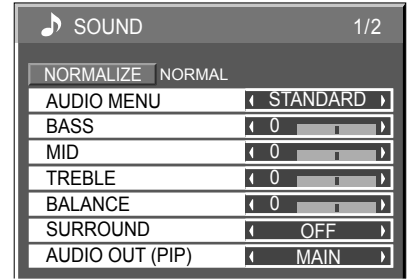 SOUND 1/2
NORMALIZE NORMAL
AUDIO MENU STANDARD
BASS 0
MID 0
TREBLE 0
BALANCE 0
SURROUND OFF
AUDIO OUT (PIP) MAIN